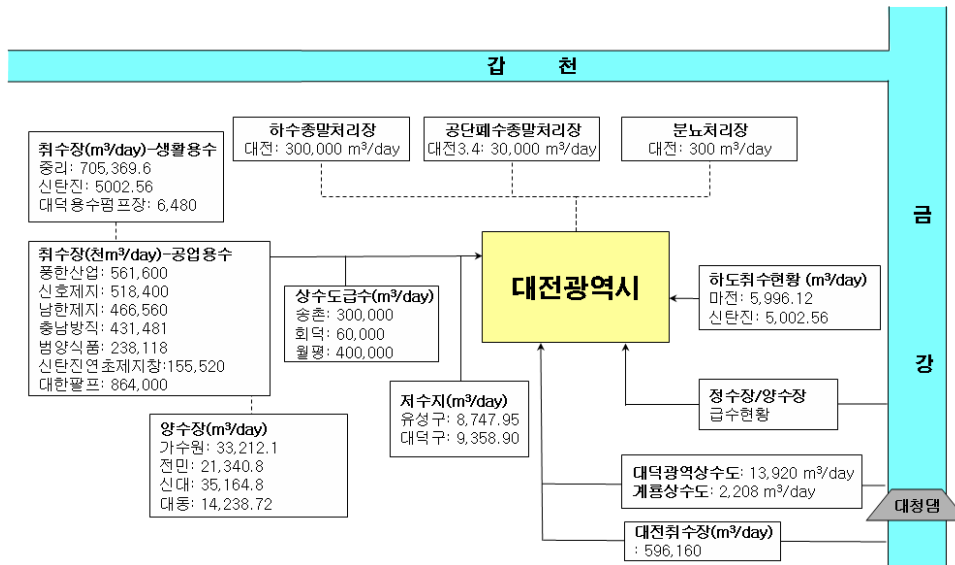 갑 천
하수종말처리장
대전: 300,000 m³/day
공단폐수종말처리장
대전3.4: 30,000 m³/day
분뇨처리장
대전: 300 m³/day
취수장(m³/day)-생활용수
중리: 705,369.6
신탄진: 5002.56
대덕용수펌프장: 6,480
취수장(천m³/day)-공업용수
풍한산업: 561,600
신호제지: 518,400
남한제지: 466,560
충남방직: 431,481
범양식품: 238,118
신탄진연초제지창:155,520
대한팔프: 864,000
상수도급수(m³/day)
송촌: 300,000
회덕: 60,000
월평: 400,000
대전광역시
하도취수현황 (m³/day)
마전: 5,996.12
신탄진: 5,002.56
금
강
저수지(m³/day)
유성구: 8,747.95
대덕구: 9,358.90
정수장/양수장
급수현황
양수장(m³/day)
가수원: 33,212.1
전민: 21,340.8
신대: 35,164.8
대동: 14,238.72
대덕광역상수도: 13,920 m³/day
계룡상수도: 2,208 m³/day
대청댐
대전취수장(m³/day)
: 596,160